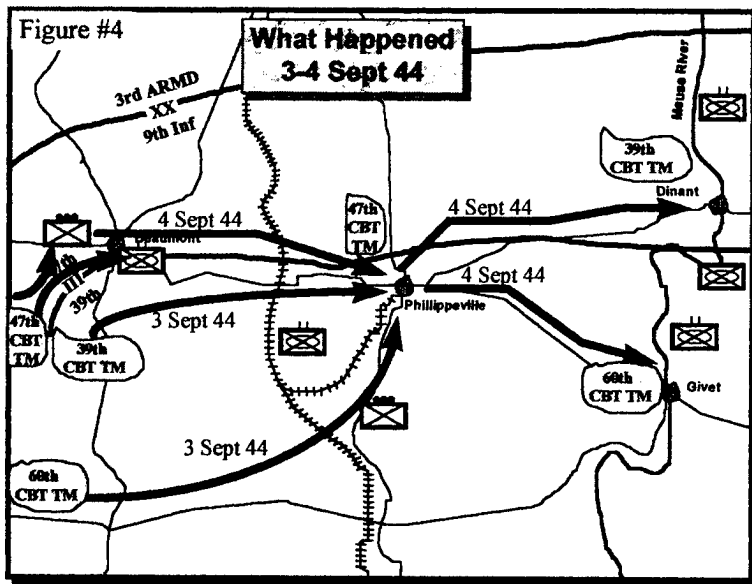 Figure #4
What Happened
3-4 Sept 44
3rd ARMD
XX
9th Inf
Meuse River
39th
CBT TM
Dinant
47th
CBT
TM
4 Sept 44
4 Sept 44
Beaumont
III
39th
47th
CBT
TM
39th
CBT TM
3 Sept 44
Phillippeville
4 Sept 44
60th
CBT TM
Givet
3 Sept 44
60th
CBT TM